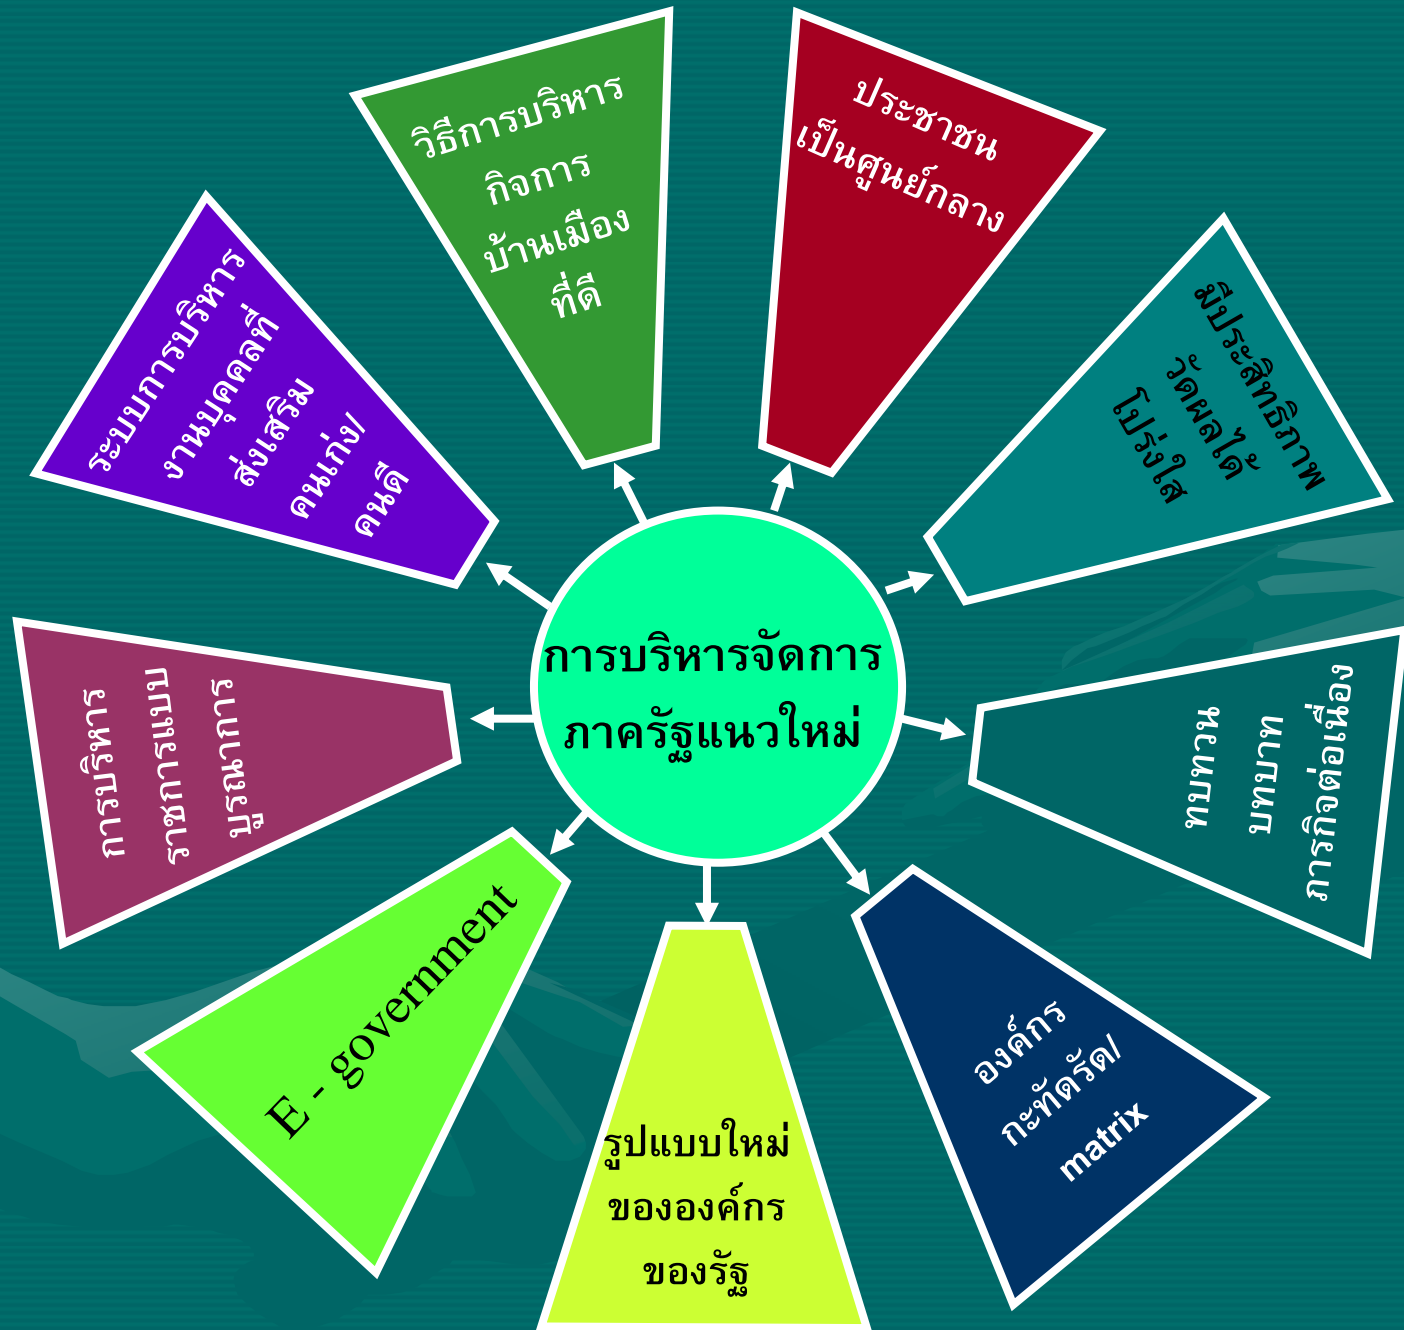 วิธีการบริหาร
กิจการ
บ้านเมือง
ที่ดี
ประชาชน
เป็นศูนย์กลาง
มีประสิทธิภาพ
วัดผลได้
โปร่งใส
ทบทวน
บทบาท
ภารกิจต่อเนื่อง
องค์กร
กะทัดรัด/
matrix
รูปแบบใหม่
ขององค์กร
ของรัฐ
E - government
การบริหาร
ราชการแบบ
บูรณาการ
ระบบการบริหาร
งานบุคคลที่
ส่งเสริม
คนเก่ง/
คนดี
การบริหารจัดการ
ภาครัฐแนวใหม่